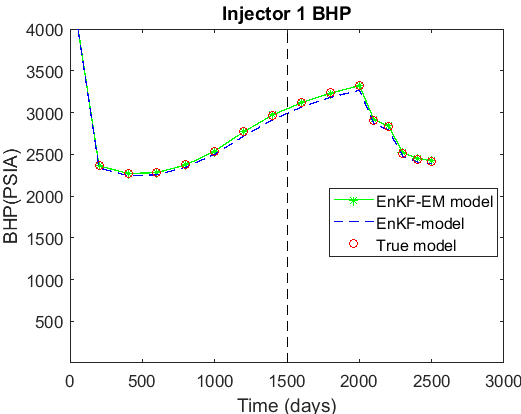 Injector 1 BHP
4000
3500
3000
2500
2000
1500
1000
500
BHP(PSIA)
EnKF-EM model
EnKF-model
True model
0 500 1000 1500 2000 2500 3000
Time (days)